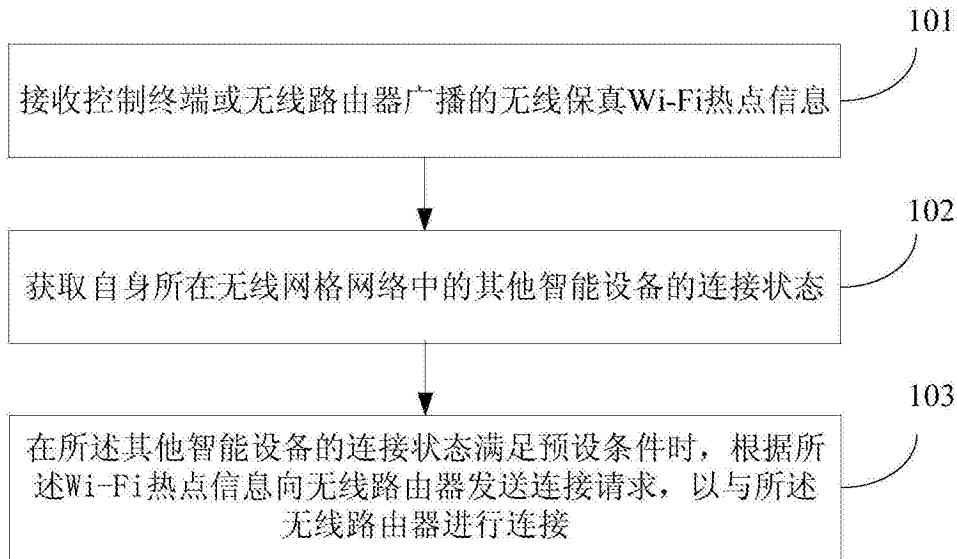 101
接收控制终端或无线路由器广播的无线保真Wi-Fi热点信息
102
获取自身所在无线网格网络中的其他智能设备的连接状态
103
在所述其他智能设备的连接状态满足预设条件时，根据所
述Wi-Fi热点信息向无线路由器发送连接请求，以与所述
无线路由器进行连接